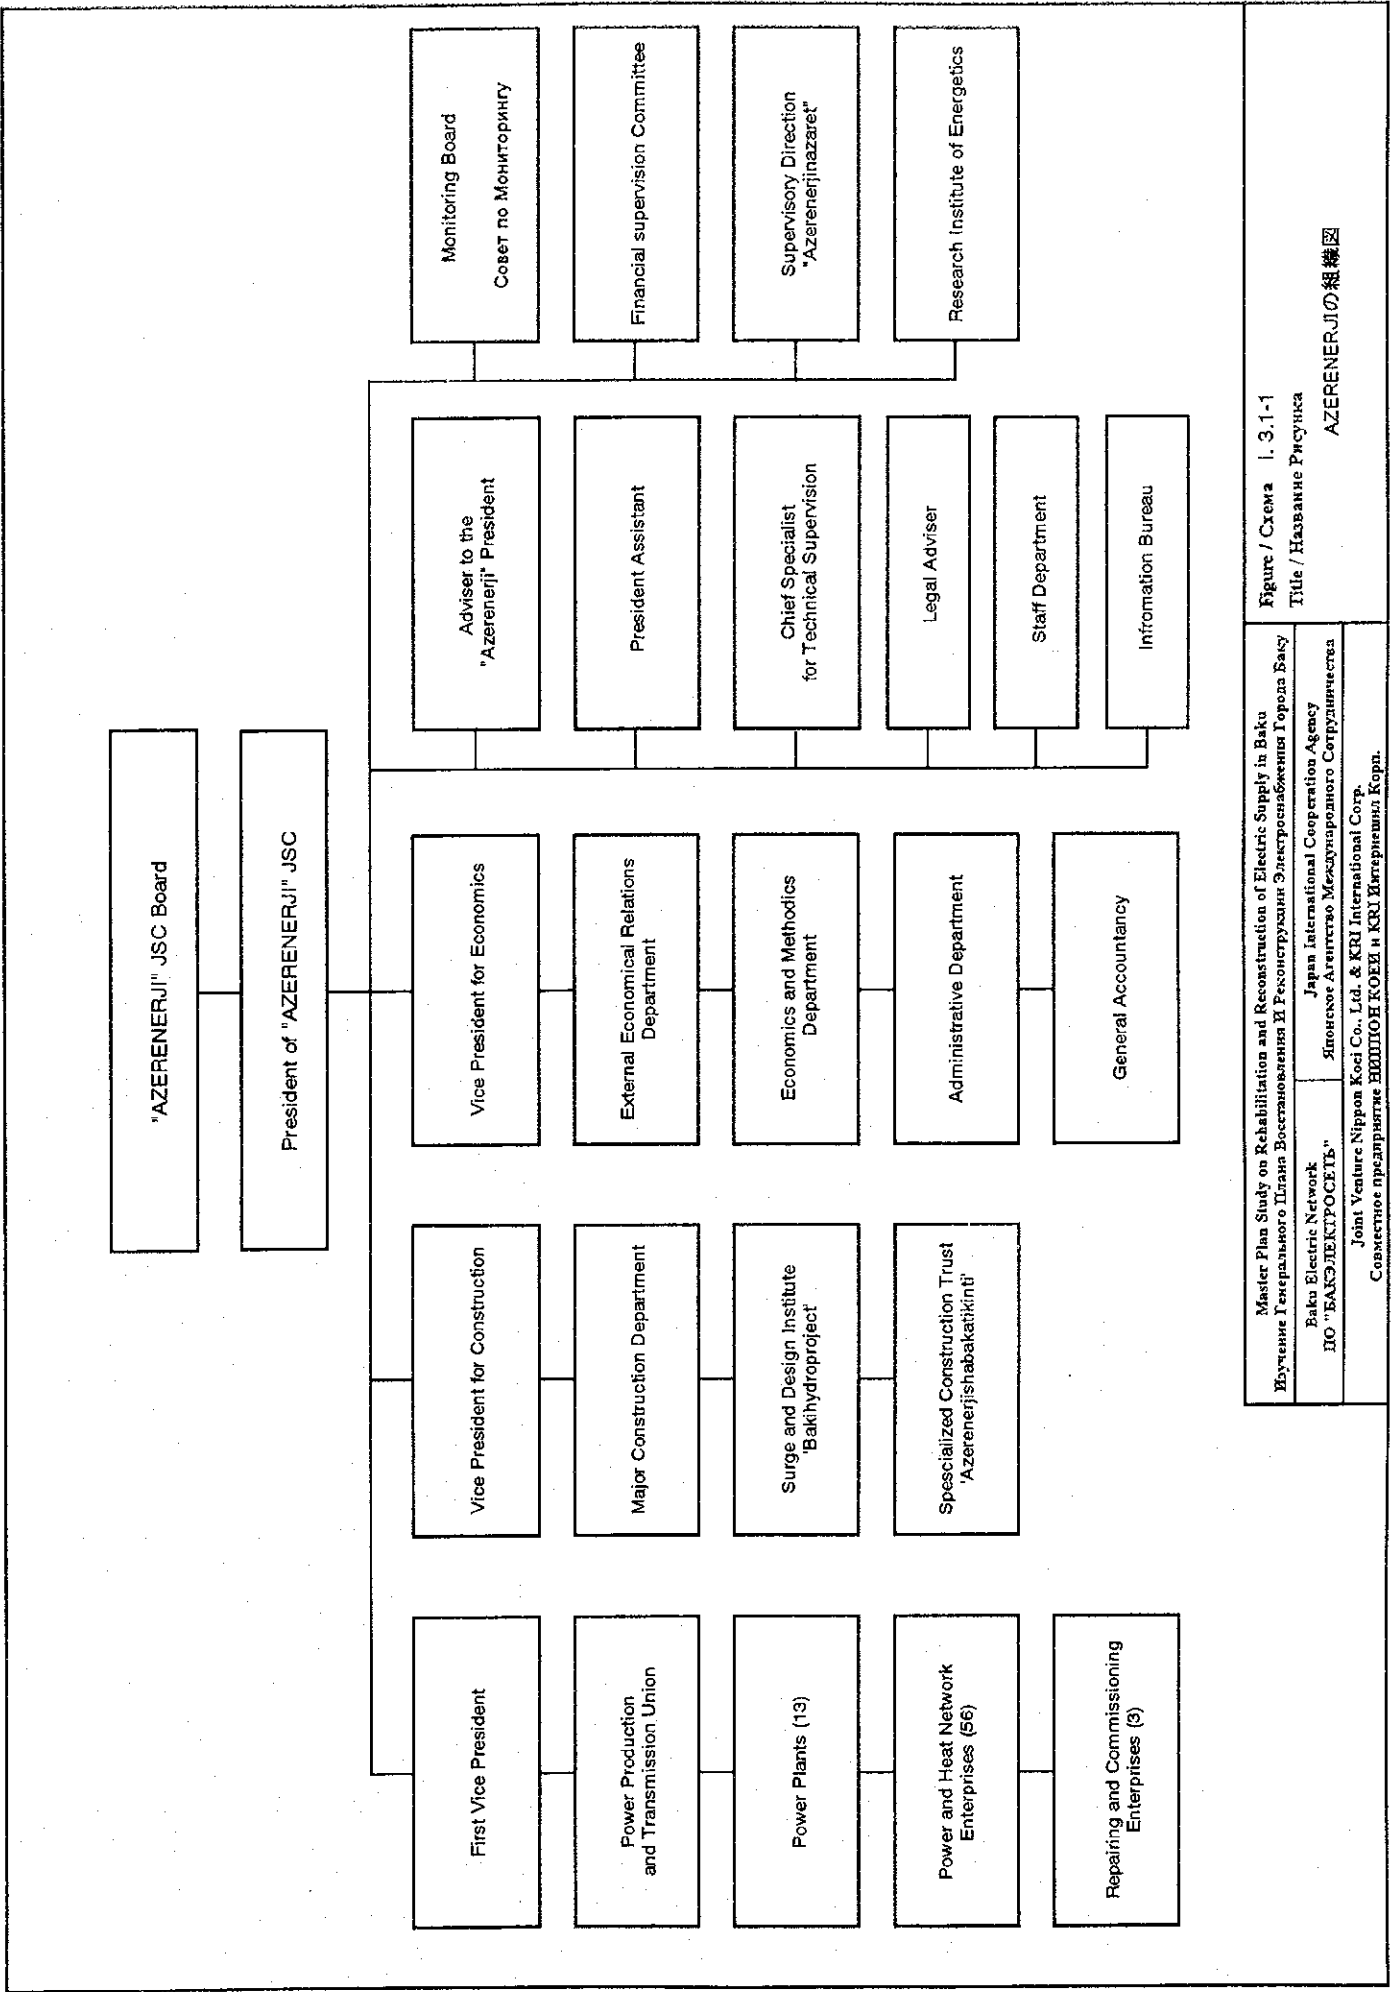 "AZERENERJI" JSC Board
President of "AZERENERJI" JSC
First Vice President
Power Production
and Transmission Union
Power Plants (13)
Power and Heat Network
Enterprises (56)
Repairing and Commissioning
Enterprises (3)
Vice President for Construction
Major Construction Department
Surge and Design Institute
'Bakihydroproject'
Spescialized Construction Trust
'Azerenerjishabakatikinti'
Vice President for Economics
External Economical Relations
Department
Economics and Methodics
Department
Administrative Department
General Accountancy
Adviser to the
"Azerenerji" President
President Assistant
Chief Specialist
for Technical Supervision
Legal Adviser
Staff Department
Infromation Bureau
Monitoring Board
Совет по Мониторингу
Financial supervision Committee
Supervisory Direction
"Azerenerjinazaret"
Research Institute of Energetics
Master Plan Study on Rehabilitation and Reconstruction of Electric Supply in Baku
Изучение Генерального Плана Восстановления И Реконструкции Электроснабжения Города Баку
Baku Electric Network
ПО "БАКЭЛЕКТРОСЕТЬ"
Japan International Cooperation Agency
Японское Агентство Международного Сотрудничества
Joint Venture Nippon Koei Co., Ltd. & KRI International Corp.
Совместное предприятие НИППОН КОЕИ и KRI Интернешнл Корп.
Figure / Схема I. 3.1-1
Title / Название Рисунка
AZERENERJIの組織図